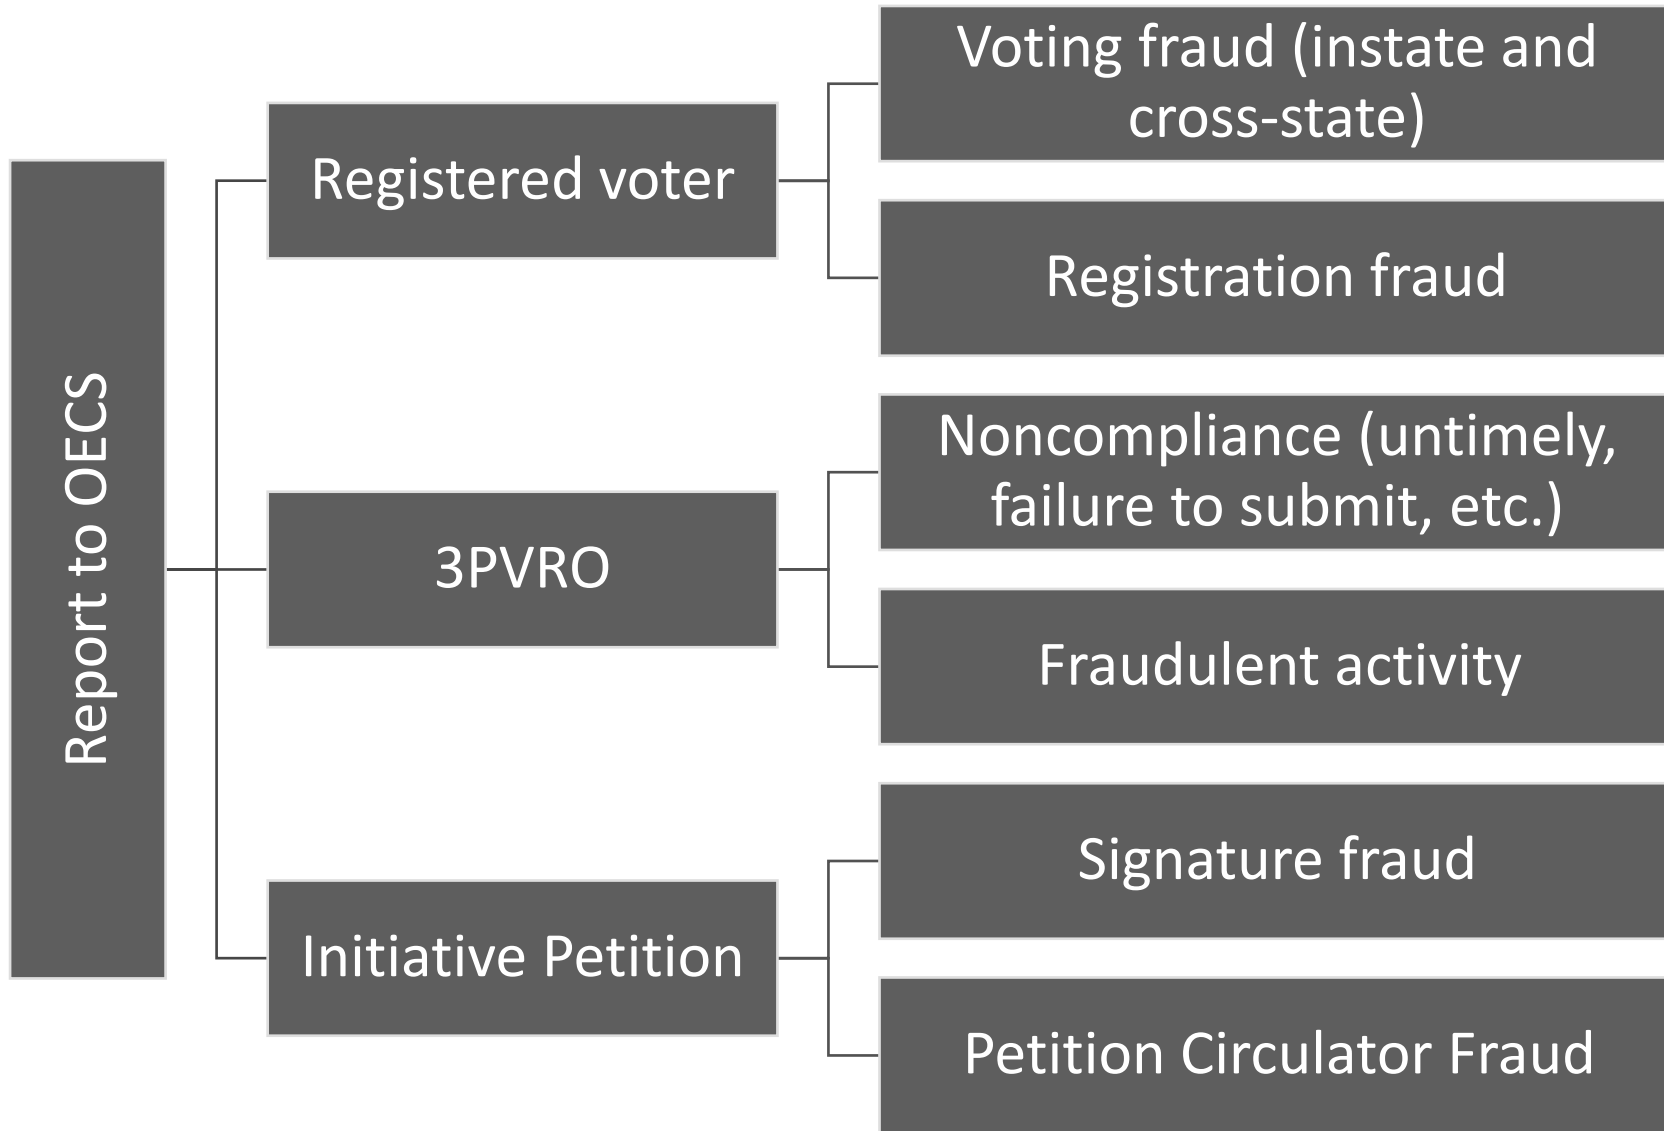 Report to OECS
Registered voter
Voting fraud (instate and
cross-state)
Registration fraud
3PVRO
Noncompliance (untimely,
failure to submit, etc.)
Fraudulent activity
Initiative Petition
Signature fraud
Petition Circulator Fraud